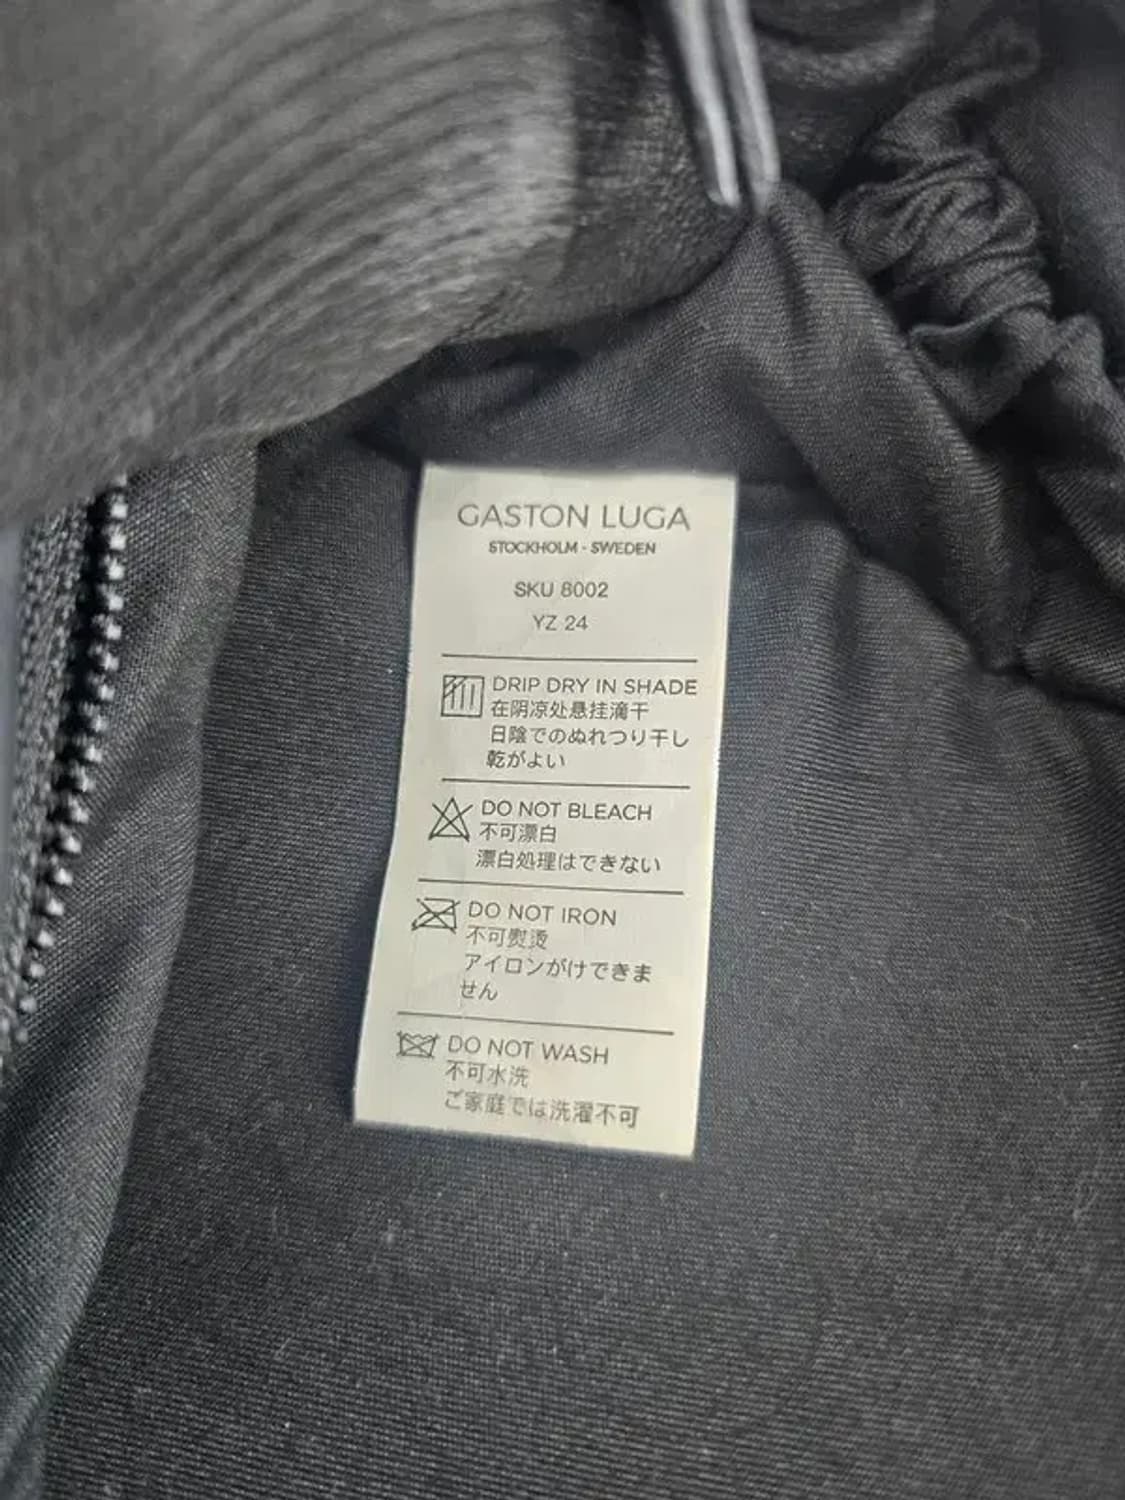 GASTON LUGA
STOCKHOLM - SWEDEN
SKU 8002
YZ 24
DRIP DRY IN SHADE
在阴凉处悬挂滴干
日陰でのぬれつり干し
乾がよい
DO NOT BLEACH
不可漂白
漂白処理はできない
DO NOT IRON
不可熨烫
アイロンがけできま
せん
DO NOT WASH
不可水洗
ご家庭では洗濯不可